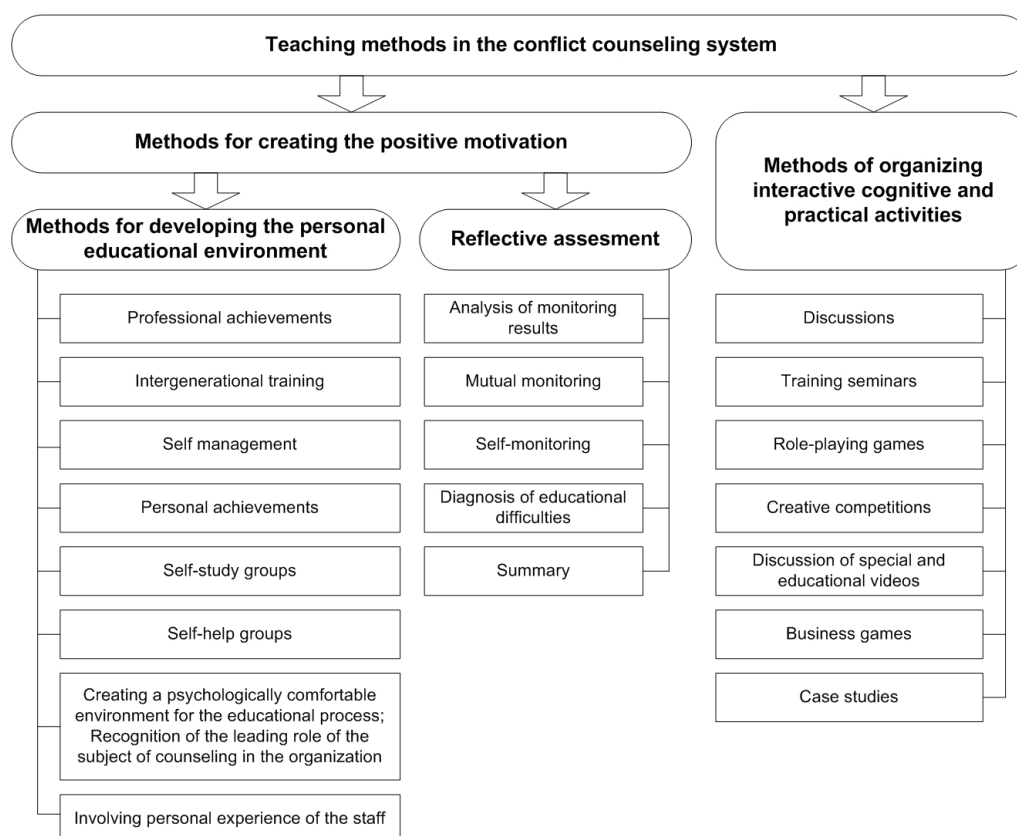 Teaching methods in the conflict counseling system
Methods for creating the positive motivation
Methods of organizing
interactive cognitive and
practical activities
Methods for developing the personal
educational environment
Reflective assesment
Professional achievements
Intergenerational training
Self management
Personal achievements
Self-study groups
Self-help groups
Creating a psychologically comfortable
environment for the educational process;
Recognition of the leading role of the
subject of counseling in the organization
Involving personal experience of the staff
Analysis of monitoring
results
Mutual monitoring
Self-monitoring
Diagnosis of educational
difficulties
Summary
Discussions
Training seminars
Role-playing games
Creative competitions
Discussion of special and
educational videos
Business games
Case studies